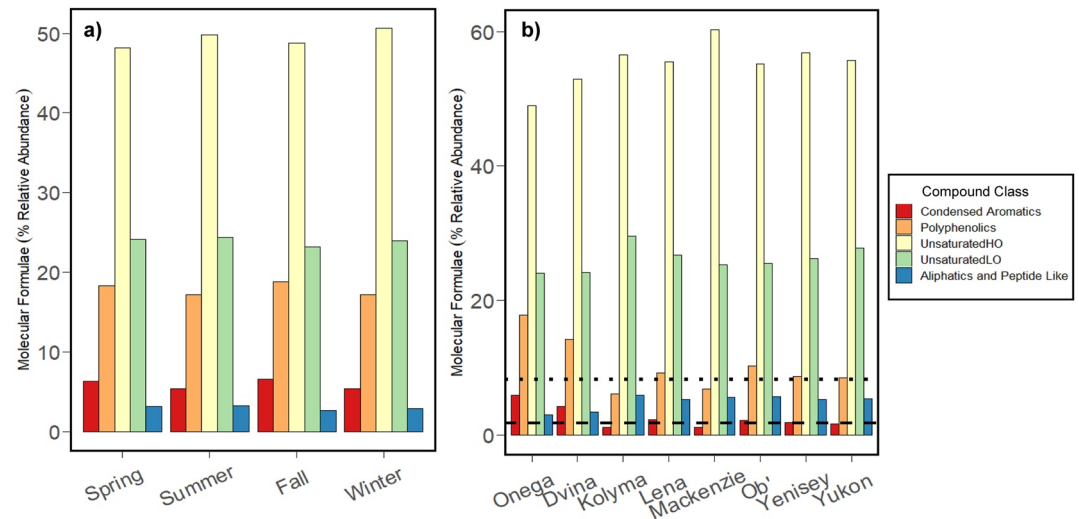 a)
Molecular Formulae (% Relative Abundance)
50
40
30
20
10
0
Spring
Summer
Fall
Winter
b)
Molecular Formulae (% Relative Abundance)
60
40
20
0
Onega
Dvina
Kolyma
Lena
Mackenzie
Ob'
Yenisey
Yukon
Compound Class
Condensed Aromatics
Polyphenolics
UnsaturatedHO
UnsaturatedLO
Aliphatics and Peptide Like